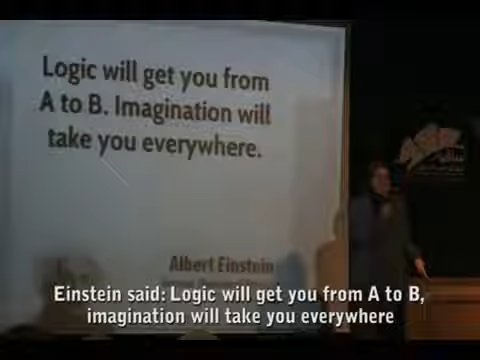 Logic will get you from
A to B. Imagination will
take you everywhere.
Albert Einstein
Einstein said: Logic will get you from A to B,
imagination will take you everywhere